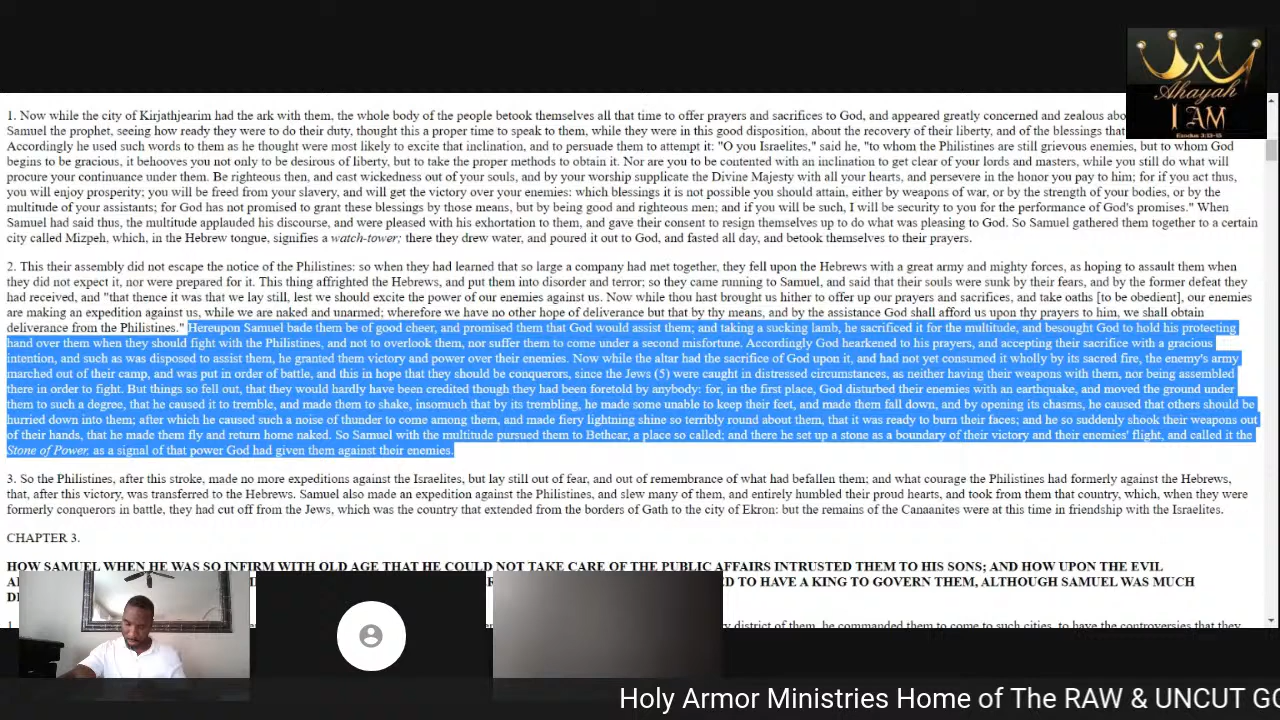 Ahayah
I AM
Exodus 3:13-15
1. Now while the city of Kirjathjearim had the ark with them, the whole body of the people betook themselves all that time to offer prayers and sacrifices to God, and appeared greatly concerned and zealous
Samuel the prophet, seeing how ready they were to do their duty, thought this a proper time to speak to them, while they were in this good disposition, about the recovery of their liberty, and of the blessings that
Accordingly he used such words to them as he thought were most likely to excite that inclination, and to persuade them to attempt it: "O you Israelites," said he, "to whom the Philistines are still grievous enemies, but to whom God
begins to be gracious, it behooves you not only to be desirous of liberty, but to take the proper methods to obtain it. Nor are you to be contented with an inclination to get clear of your lords and masters, while you still do what will
procure your continuance under them. Be righteous then, and cast wickedness out of your souls, and by your worship supplicate the Divine Majesty with all your hearts, and persevere in the honor you pay to him; for if you act thus,
you will enjoy prosperity; you will be freed from your slavery, and will get the victory over your enemies: which blessings it is not possible you should attain, either by weapons of war, or by the strength of your bodies, or by the
multitude of your assistants; for God has not promised to grant these blessings by those means, but by being good and righteous men; and if you will be such, I will be security to you for the performance of God's promises." When
Samuel had said thus, the multitude applauded his discourse, and were pleased with his exhortation to them, and gave their consent to resign themselves up to do what was pleasing to God. So Samuel gathered them together to a certain
city called Mizpeh, which, in the Hebrew tongue, signifies a watch-tower; there they drew water, and poured it out to God, and fasted all day, and betook themselves to their prayers.
2. This their assembly did not escape the notice of the Philistines: so when they had learned that so large a company had met together, they fell upon the Hebrews with a great army and mighty forces, as hoping to assault them when
they did not expect it, nor were prepared for it. This thing affrighted the Hebrews, and put them into disorder and terror; so they came running to Samuel, and said that their souls were sunk by their fears, and by the former defeat they
had received, and "that thence it was that we lay still, lest we should excite the power of our enemies against us. Now while thou hast brought us hither to offer up our prayers and sacrifices, and take oaths [to be obedient], our enemies
are making an expedition against us, while we are naked and unarmed; wherefore we have no other hope of deliverance but that by thy means, and by the assistance God shall afford us upon thy prayers to him, we shall obtain
deliverance from the Philistines." Hereupon Samuel bade them be of good cheer, and promised them that God would assist them; and taking a sucking lamb, he sacrificed it for the multitude, and besought God to hold his protecting
hand over them when they should fight with the Philistines, and not to overlook them, nor suffer them to come under a second misfortune. Accordingly God hearkened to his prayers, and accepting their sacrifice with a gracious
intention, and such as was disposed to assist them, he granted them victory and power over their enemies. Now while the altar had the sacrifice of God upon it, and had not yet consumed it wholly by its sacred fire, the enemy's army
marched out of their camp, and was put in order of battle, and this in hope that they should be conquerors, since the Jews (5) were caught in distressed circumstances, as neither having their weapons with them, nor being assembled
there in order to fight. But things so fell out, that they would hardly have been credited though they had been foretold by anybody: for, in the first place, God disturbed their enemies with an earthquake, and moved the ground under
them to such a degree, that he caused it to tremble, and made them to shake, insomuch that by its trembling, he made some unable to keep their feet, and made them fall down, and by opening its chasms, he caused that others should be
hurried down into them; after which he caused such a noise of thunder to come among them, and made fiery lightning shine so terribly round about them, that it was ready to burn their faces; and he so suddenly shook their weapons out
of their hands, that he made them fly and return home naked. So Samuel with the multitude pursued them to Bethcar, a place so called; and there he set up a stone as a boundary of their victory and their enemies' flight, and called it the
Stone of Power, as a signal of that power God had given them against their enemies.
3. So the Philistines, after this stroke, made no more expeditions against the Israelites, but lay still out of fear, and out of remembrance of what had befallen them; and what courage the Philistines had formerly against the Hebrews,
that, after this victory, was transferred to the Hebrews. Samuel also made an expedition against the Philistines, and slew many of them, and entirely humbled their proud hearts, and took from them that country, which, when they were
formerly conquerors in battle, they had cut off from the Jews, which was the country that extended from the borders of Gath to the city of Ekron: but the remains of the Canaanites were at this time in friendship with the Israelites.
CHAPTER 3.
HOW SAMUEL WHEN HE WAS SO INFIRM WITH OLD AGE THAT HE COULD NOT TAKE CARE OF THE PUBLIC AFFAIRS INTRUSTED THEM TO HIS SONS; AND HOW UPON THE EVIL
TO HAVE A KING TO GOVERN THEM, ALTHOUGH SAMUEL WAS MUCH
district of them, he commanded them to come to such cities, to have the controversies that they
Holy Armor Ministries Home of The RAW & UNCUT